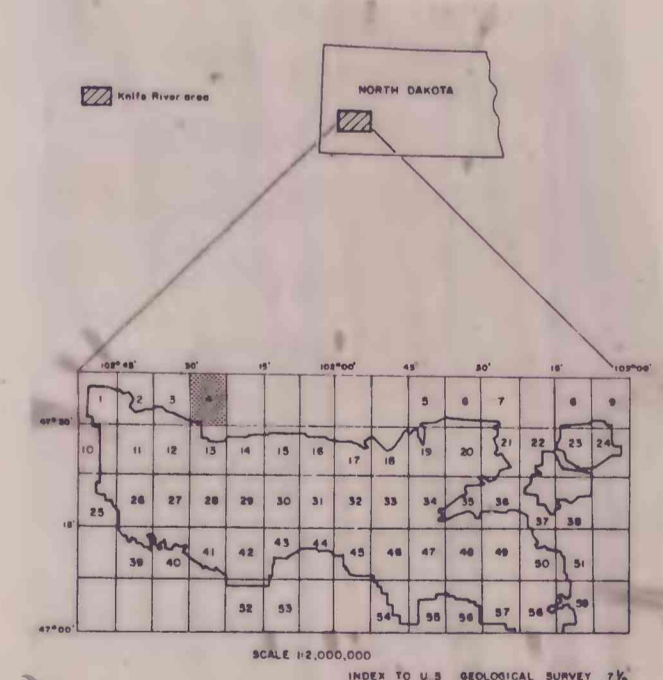 NORTH DAKOTA
Knife River area
45' 30' 15' 103°00' 45' 30' 15'
1 2 3 4 5 6 7 8 9
47°30'
10 11 12 13 14 15 16 17 18 19 20 21 22 23 24
25 26 27 28 29 30 31 32 33 34 35 36 37 38
15'
39 40 41 42 43 44 45 46 47 48 49 50 51
52 53 54 55 56 57 58 59
47°00'
SCALE 1:2,000,000
INDEX TO U S GEOLOGICAL SURVEY 7½